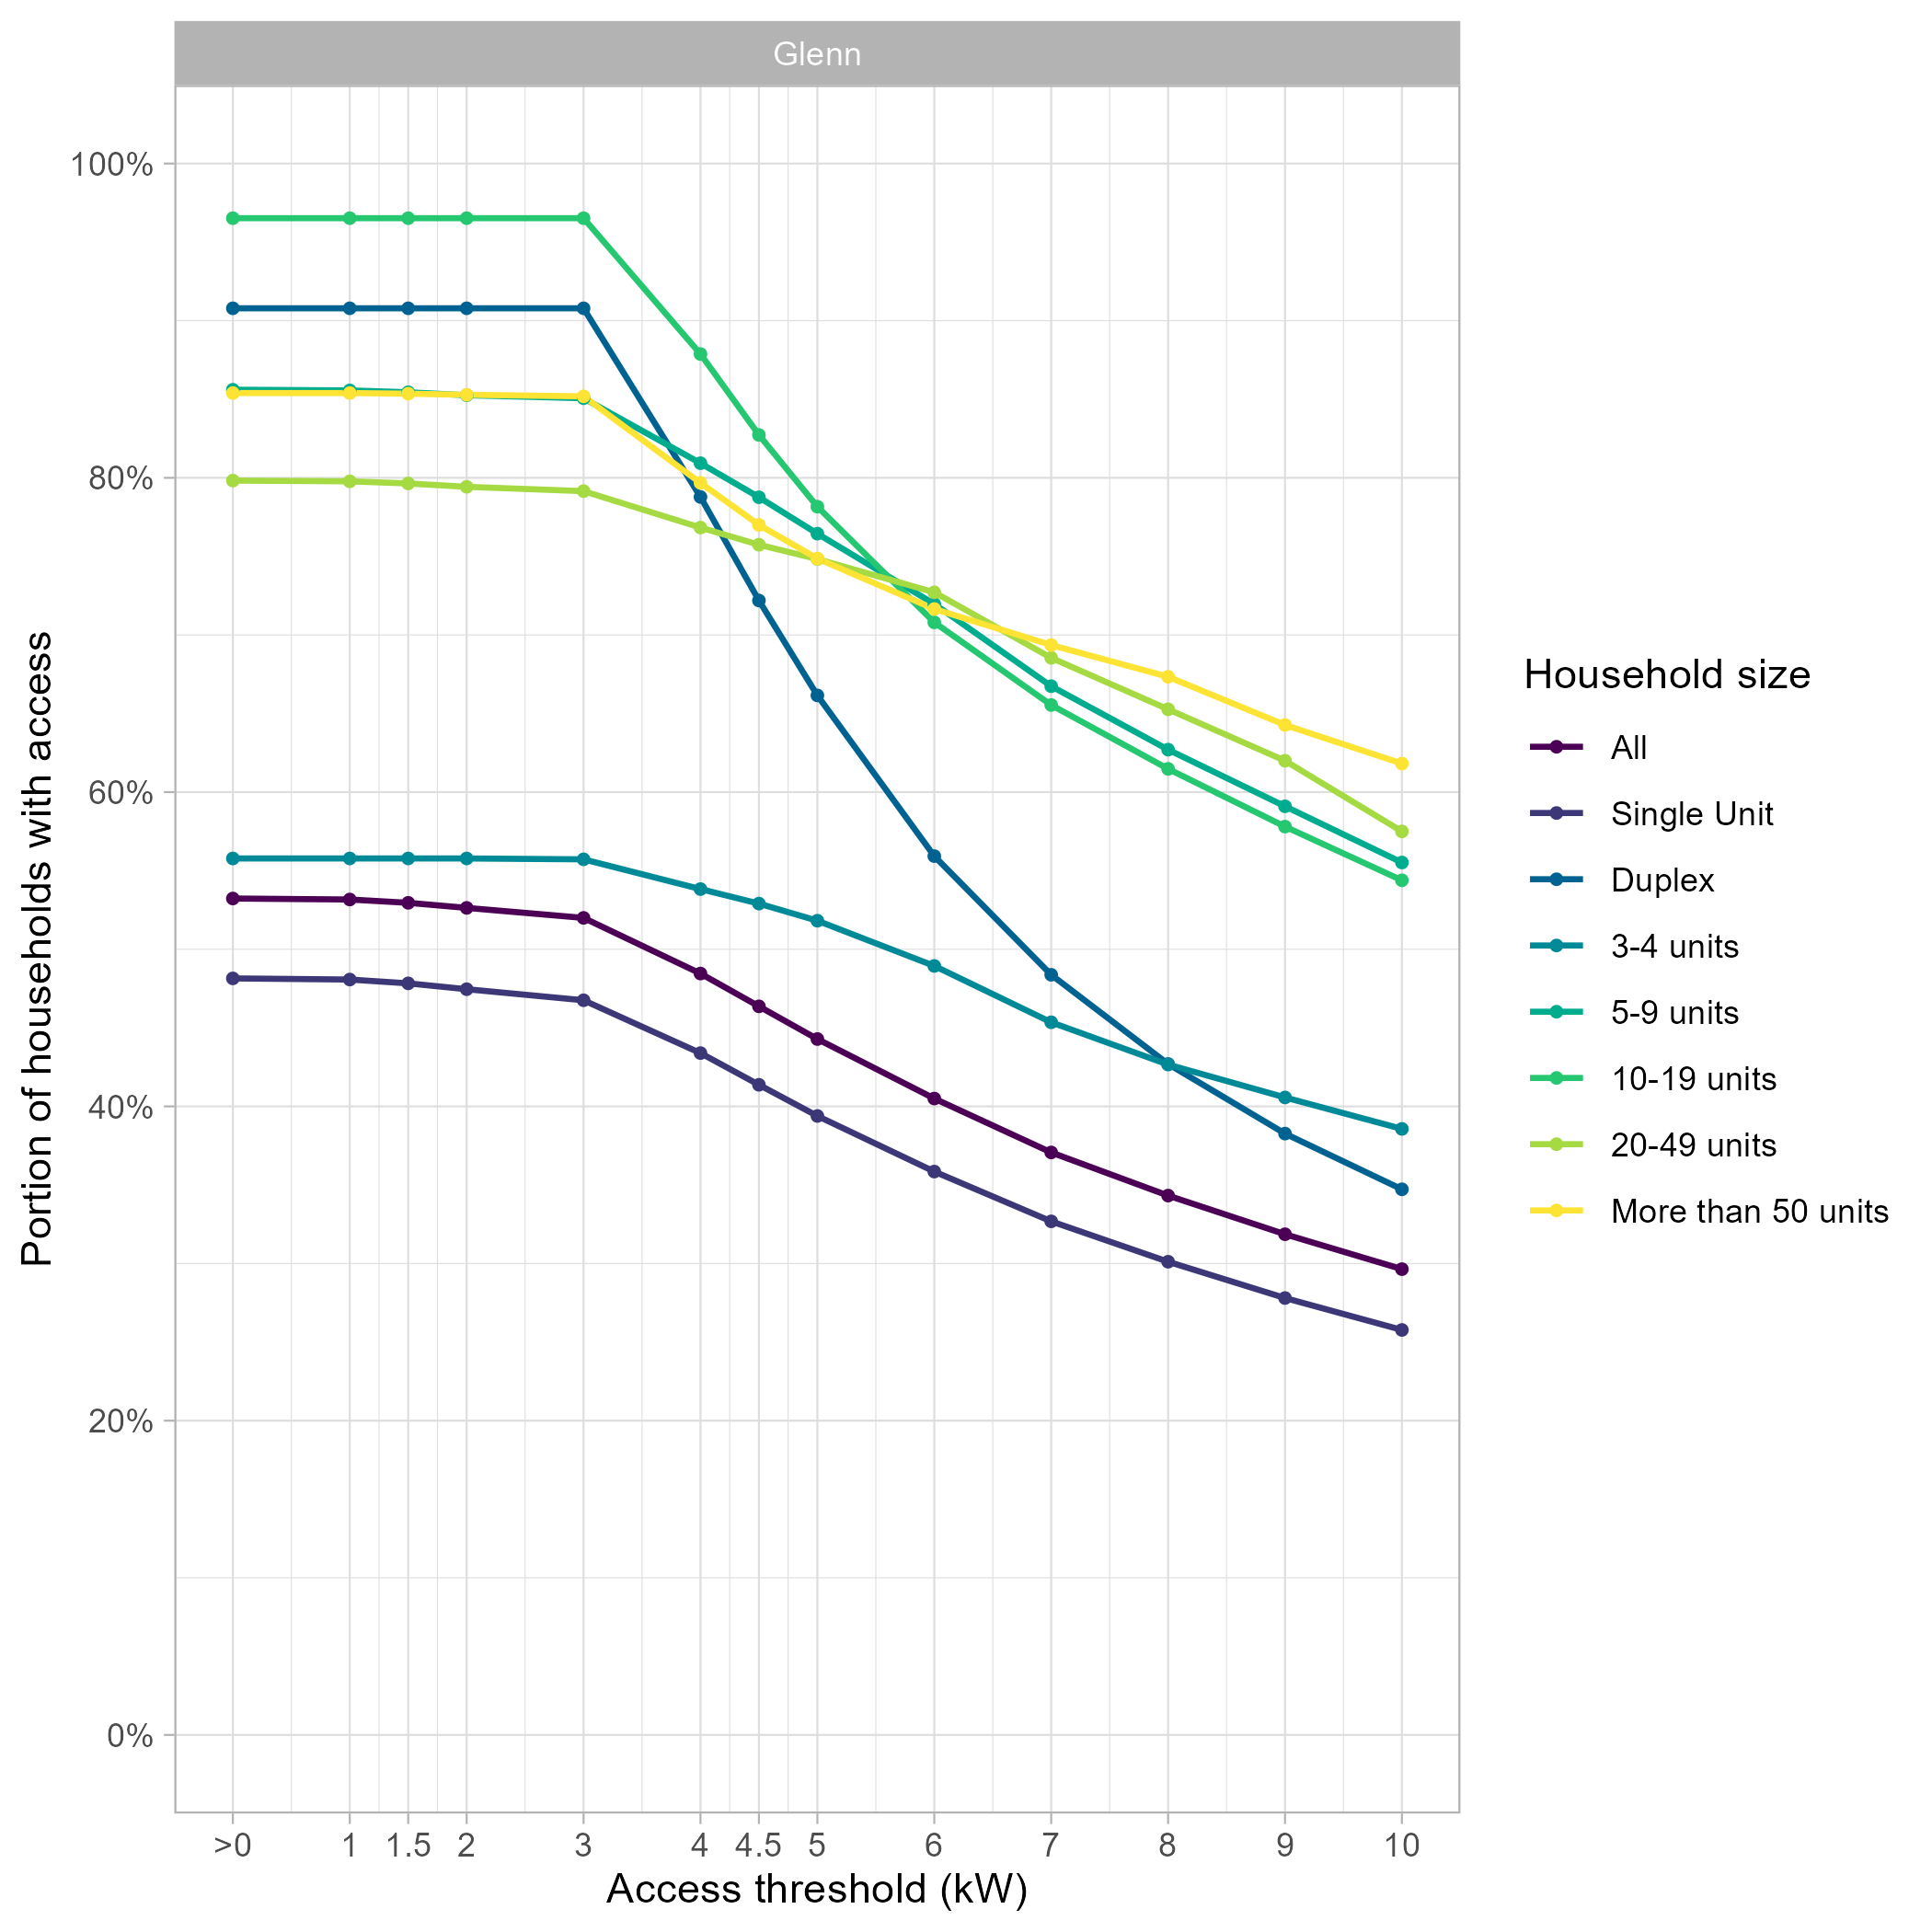 Glenn
100%
80%
60%
40%
20%
0%
Portion of households with access
>0 1 1.5 2 3 4 4.5 5 6 7 8 9 10
Access threshold (kW)
Household size
All
Single Unit
Duplex
3-4 units
5-9 units
10-19 units
20-49 units
More than 50 units